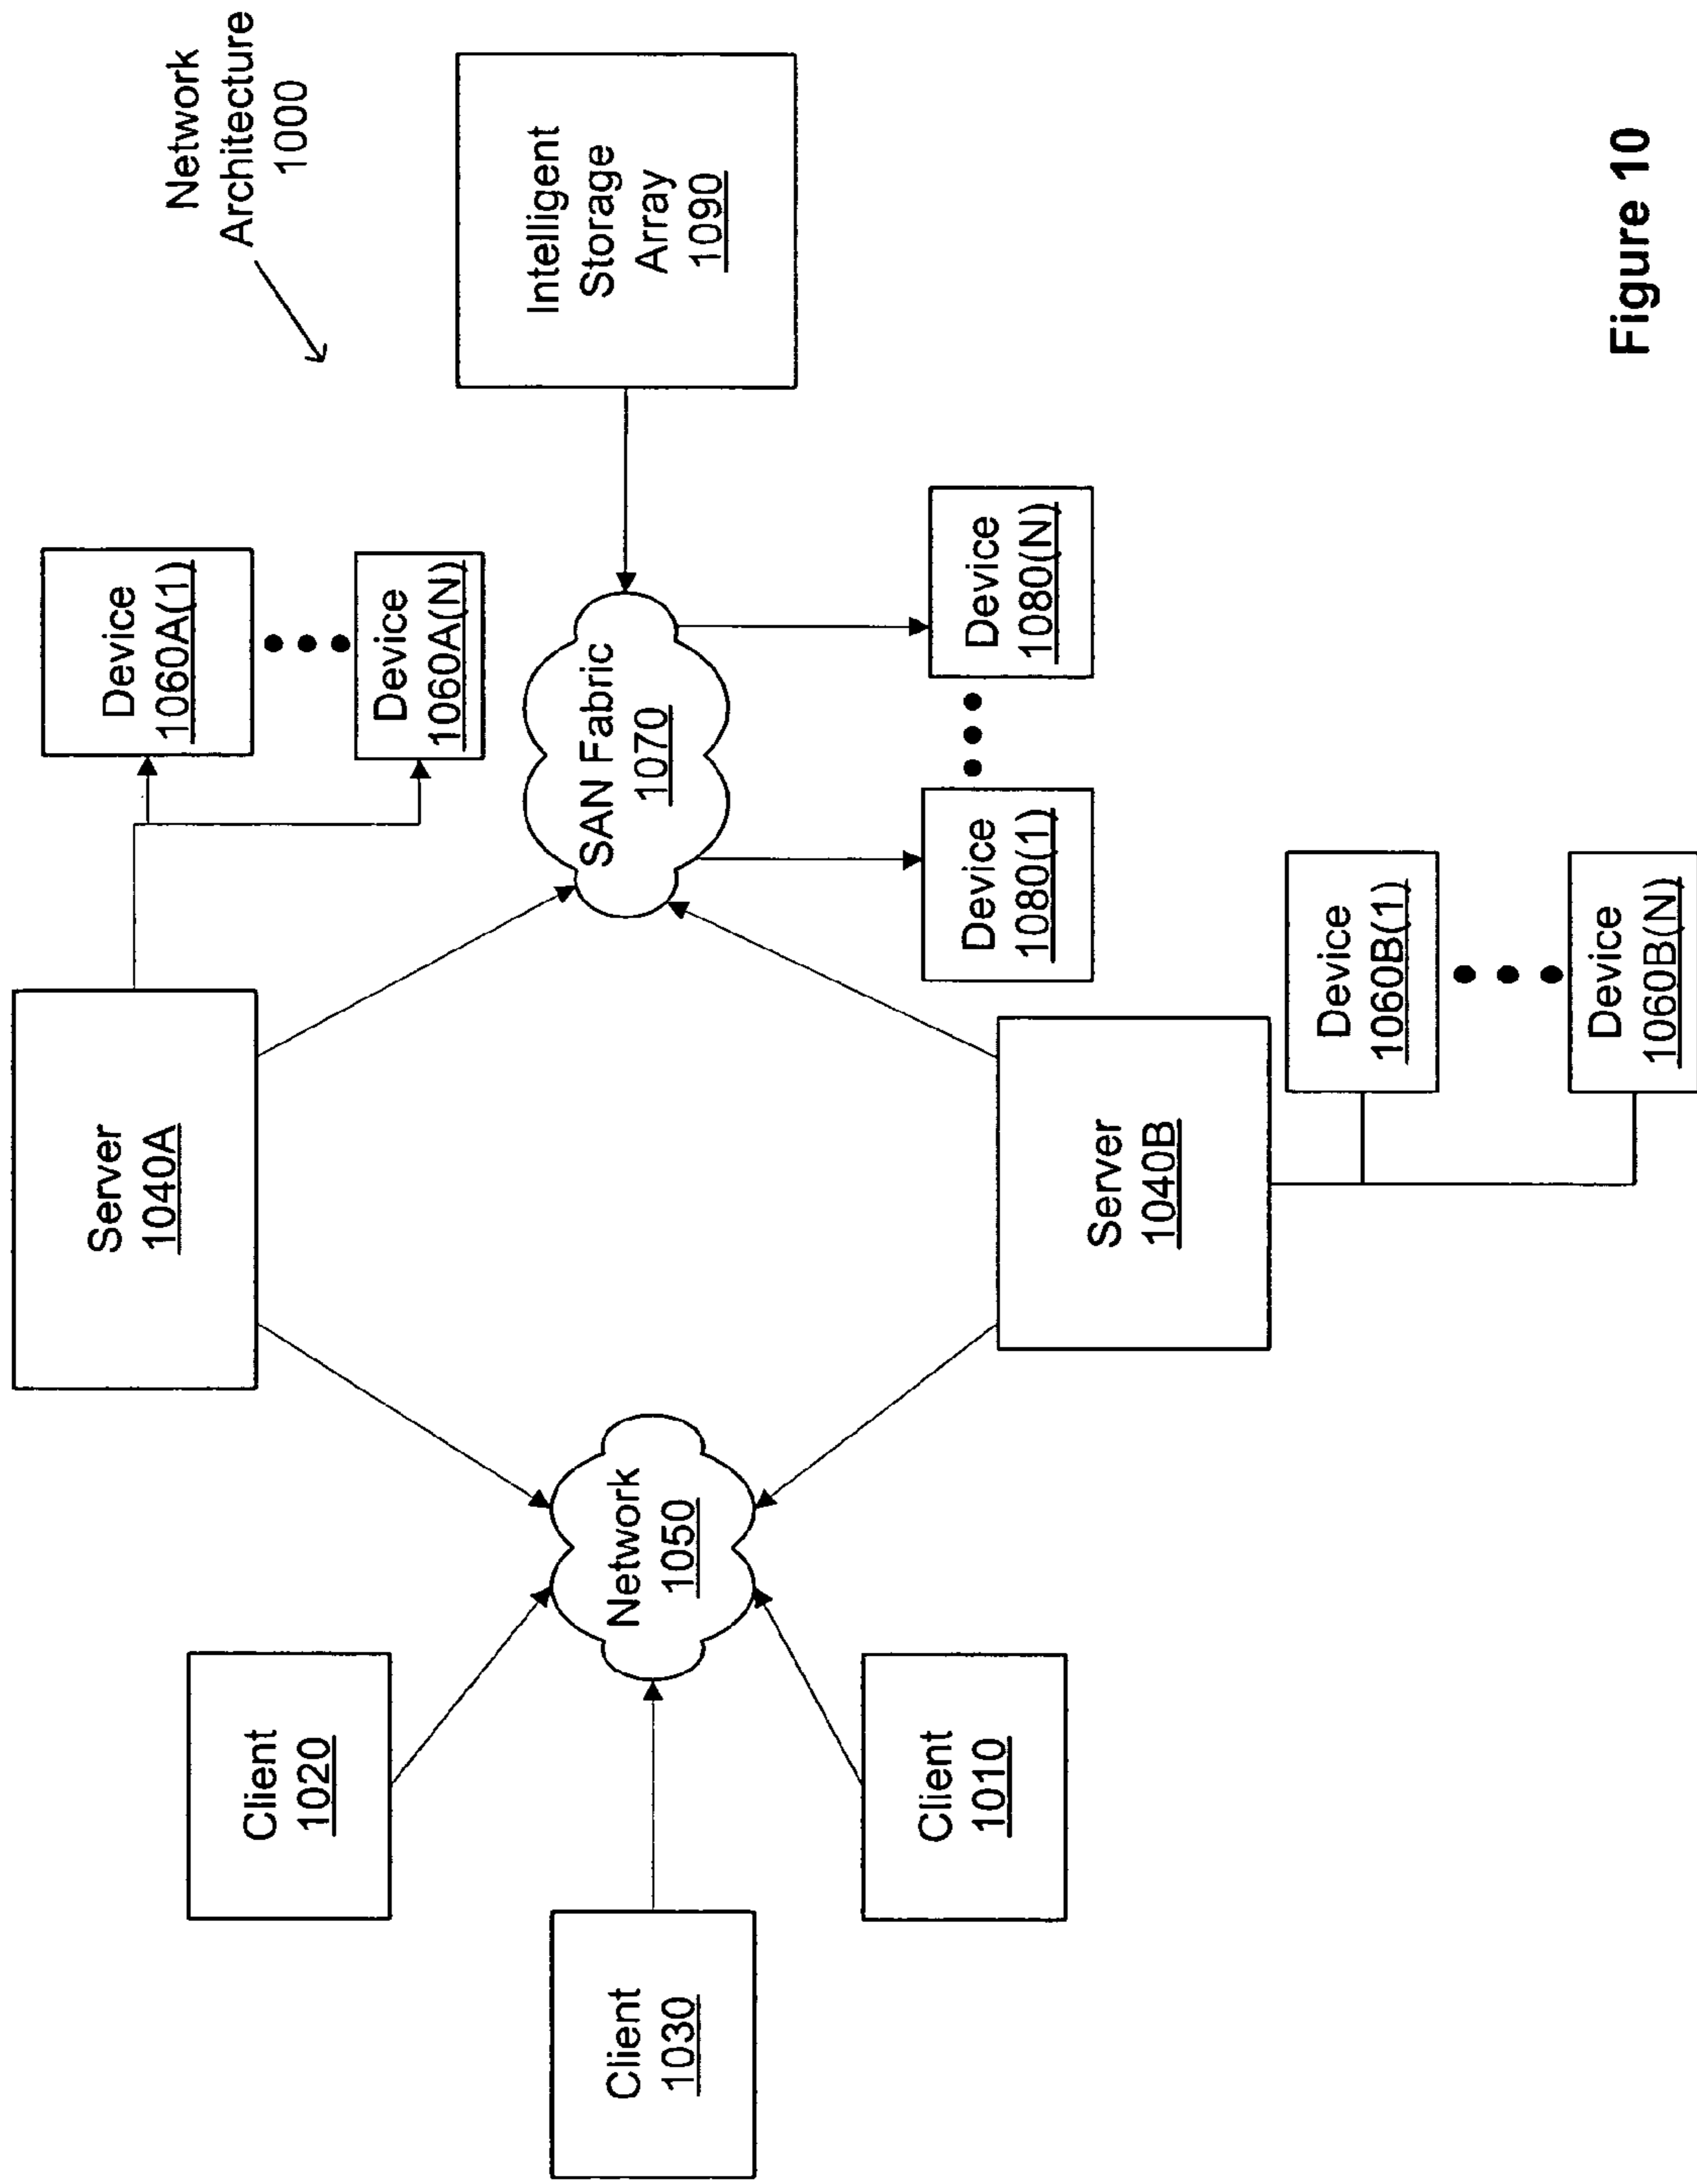 Network
Architecture
1000
Server
1040A
Device
1060A(1)
Device
1060A(N)
Client
1020
Intelligent
Storage
Array
1090
Client
1030
Network
1050
SAN Fabric
1070
Client
1010
Device
1080(1)
Device
1080(N)
Server
1040B
Device
1060B(1)
Device
1060B(N)
Figure 10